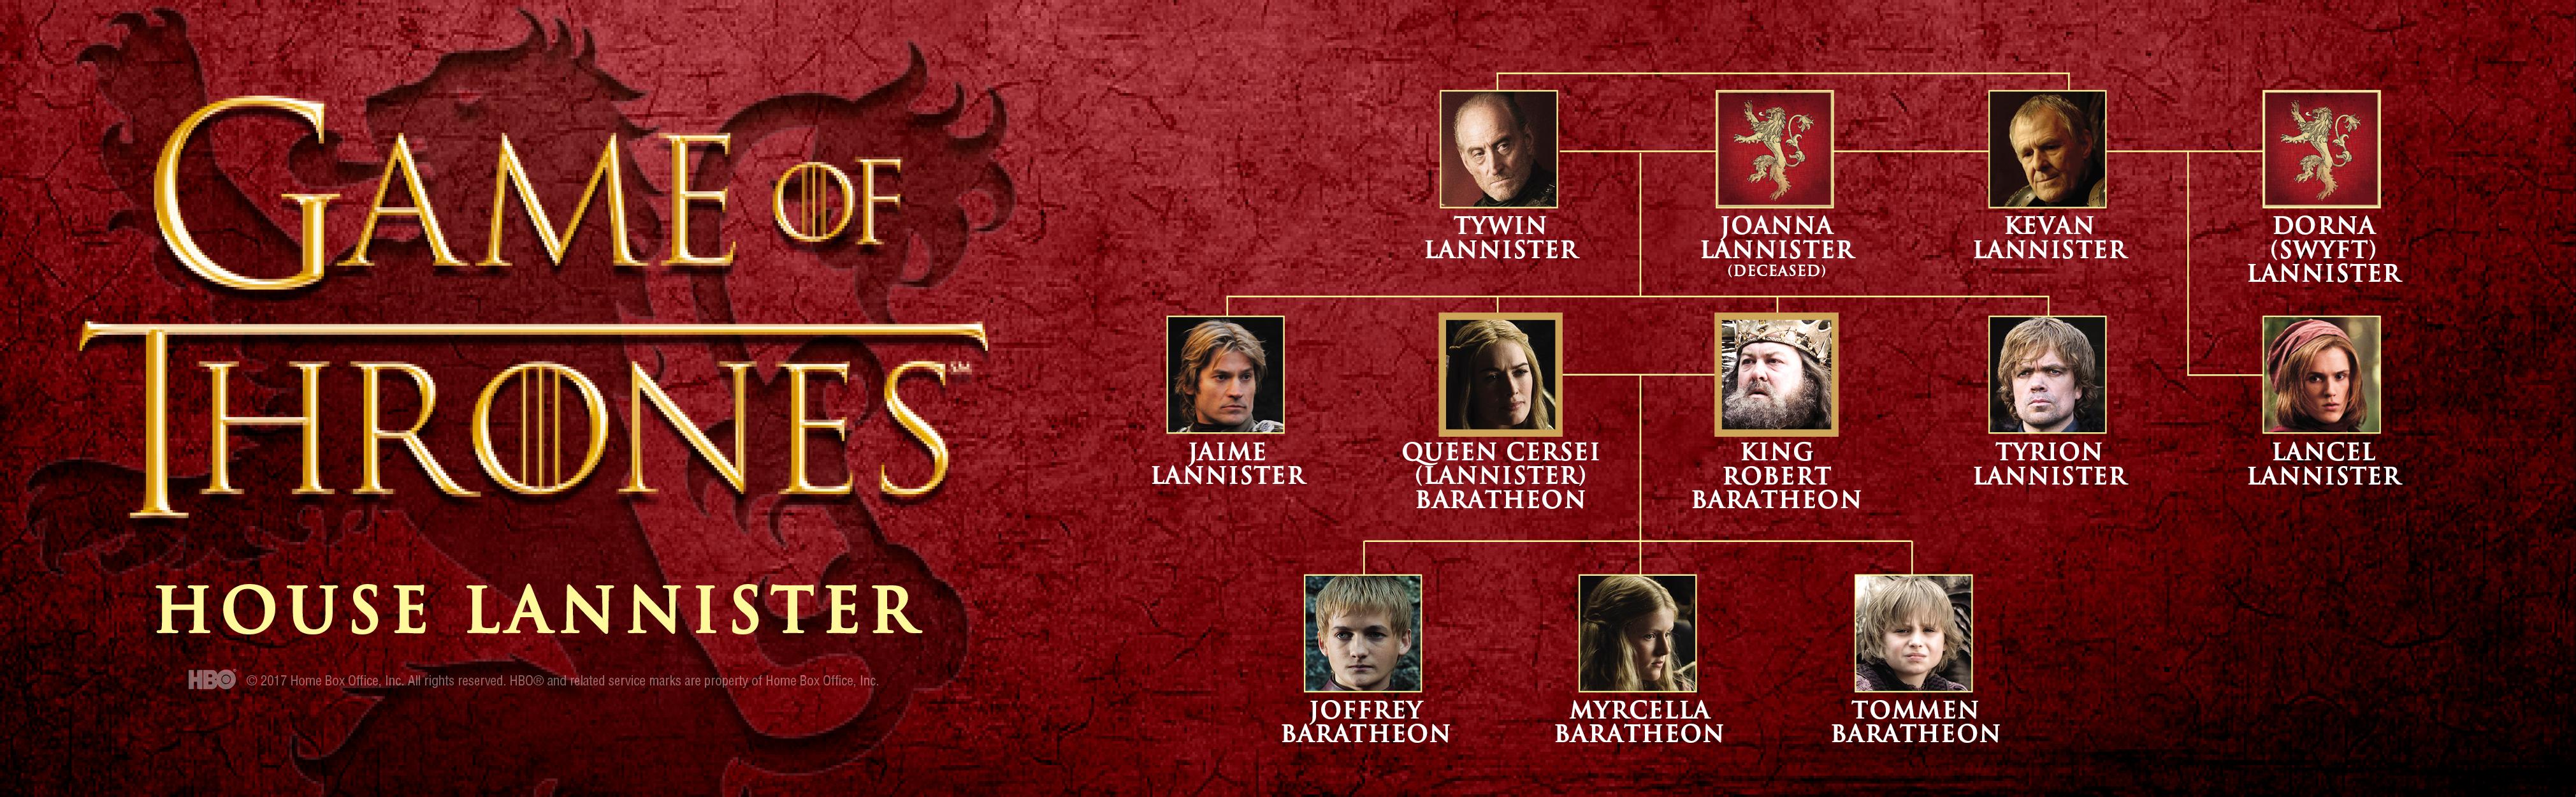 GAME OF
THRONES SM
HOUSE LANNISTER
HBO © 2017 Home Box Office, Inc. All rights reserved. HBO® and related service marks are property of Home Box Office, Inc.
TYWIN
LANNISTER
JOANNA
LANNISTER
(DECEASED)
KEVAN
LANNISTER
DORNA
(SWYFT)
LANNISTER
JAIME
LANNISTER
QUEEN CERSEI
(LANNISTER)
BARATHEON
KING
ROBERT
BARATHEON
TYRION
LANNISTER
LANCEL
LANNISTER
JOFFREY
BARATHEON
MYRCELLA
BARATHEON
TOMMEN
BARATHEON